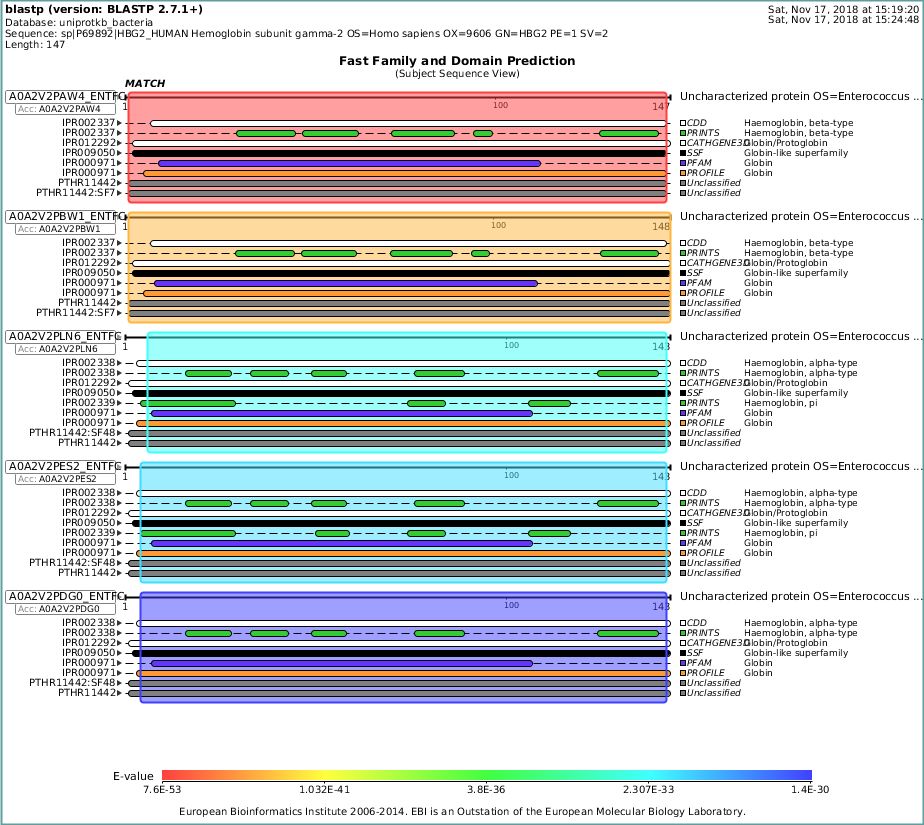 blastp (version: BLASTP 2.7.1+)
Sat, Nov 17, 2018 at 15:19:20
Sat, Nov 17, 2018 at 15:24:48
Database: uniprotkb_bacteria
Sequence: sp|P69892|HBG2_HUMAN Hemoglobin subunit gamma-2 OS=Homo sapiens OX=9606 GN=HBG2 PE=1 SV=2
Length: 147
Fast Family and Domain Prediction
(Subject Sequence View)
MATCH
A0A2V2PAW4_ENTFC Uncharacterized protein OS=Enterococcus ...
Acc: A0A2V2PAW4 1 100 147
IPR002337 CDD Haemoglobin, beta-type
IPR002337 PRINTS Haemoglobin, beta-type
IPR012292 CATHGENE3D Globin/Protoglobin
IPR009050 SSF Globin-like superfamily
IPR000971 PFAM Globin
IPR000971 PROFILE Globin
PTHR11442 Unclassified
PTHR11442:SF7 Unclassified
A0A2V2PBW1_ENTFC Uncharacterized protein OS=Enterococcus ...
Acc: A0A2V2PBW1 1 100 148
IPR002337 CDD Haemoglobin, beta-type
IPR002337 PRINTS Haemoglobin, beta-type
IPR012292 CATHGENE3D Globin/Protoglobin
IPR009050 SSF Globin-like superfamily
IPR000971 PFAM Globin
IPR000971 PROFILE Globin
PTHR11442 Unclassified
PTHR11442:SF7 Unclassified
A0A2V2PLN6_ENTFC Uncharacterized protein OS=Enterococcus ...
Acc: A0A2V2PLN6 1 100 143
IPR002338 CDD Haemoglobin, alpha-type
IPR002338 PRINTS Haemoglobin, alpha-type
IPR012292 CATHGENE3D Globin/Protoglobin
IPR009050 SSF Globin-like superfamily
IPR002339 PRINTS Haemoglobin, pi
IPR000971 PFAM Globin
IPR000971 PROFILE Globin
PTHR11442:SF48 Unclassified
PTHR11442 Unclassified
A0A2V2PES2_ENTFC Uncharacterized protein OS=Enterococcus ...
Acc: A0A2V2PES2 1 100 143
IPR002338 CDD Haemoglobin, alpha-type
IPR002338 PRINTS Haemoglobin, alpha-type
IPR012292 CATHGENE3D Globin/Protoglobin
IPR009050 SSF Globin-like superfamily
IPR002339 PRINTS Haemoglobin, pi
IPR000971 PFAM Globin
IPR000971 PROFILE Globin
PTHR11442:SF48 Unclassified
PTHR11442 Unclassified
A0A2V2PDG0_ENTFC Uncharacterized protein OS=Enterococcus ...
Acc: A0A2V2PDG0 1 100 143
IPR002338 CDD Haemoglobin, alpha-type
IPR002338 PRINTS Haemoglobin, alpha-type
IPR012292 CATHGENE3D Globin/Protoglobin
IPR009050 SSF Globin-like superfamily
IPR000971 PFAM Globin
IPR000971 PROFILE Globin
PTHR11442:SF48 Unclassified
PTHR11442 Unclassified
E-value
7.6E-53 1.032E-41 3.8E-36 2.307E-33 1.4E-30
European Bioinformatics Institute 2006-2014. EBI is an Outstation of the European Molecular Biology Laboratory.